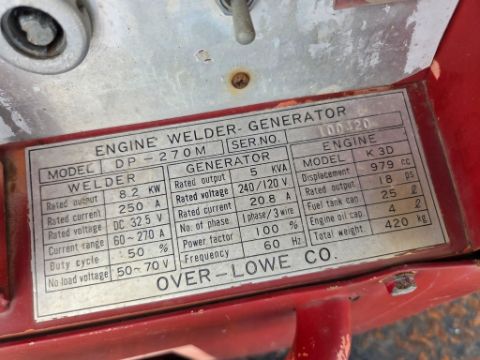 ENGINE WELDER-GENERATOR
MODEL DP-270M SER.NO. 100420
WELDER
Rated output 8.2 KW
Rated current 250 A
Rated voltage DC 32.5 V
Current range 60~270 A
Duty cycle 50 %
No load voltage 50~70 V
GENERATOR
Rated output 5 KVA
Rated voltage 240/120 V
Rated current 20.8 A
No. of phase 1 phase/3 wire
Power factor 100 %
Frequency 60 Hz
ENGINE
MODEL K3D
Displacement 979 cc
Rated output 18 ps
Fuel tank cap 25 ℓ
Engine oil cap. 4 ℓ
Total weight. 420 kg
OVER-LOWE CO.